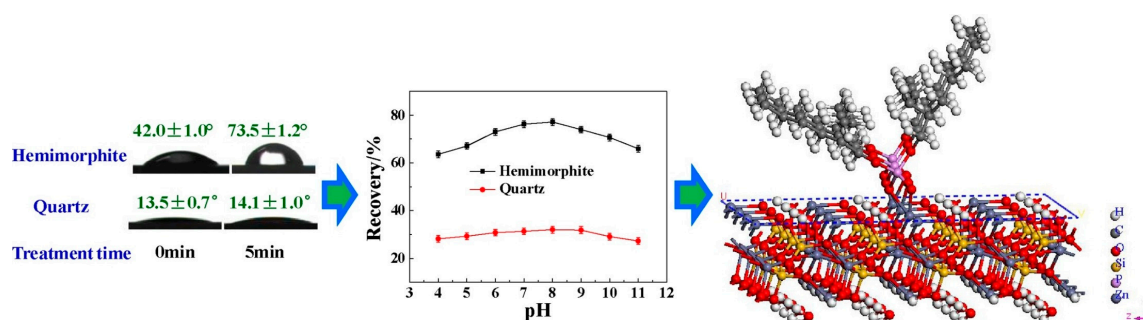 42.0±1.0°
73.5±1.2°
Hemimorphite
13.5±0.7°
14.1±1.0°
Quartz
Treatment time
0min
5min
Recovery/%
80
60
40
20
Hemimorphite
Quartz
3 4 5 6 7 8 9 10 11 12
pH
U
H
C
O
Si
P
Zn
z